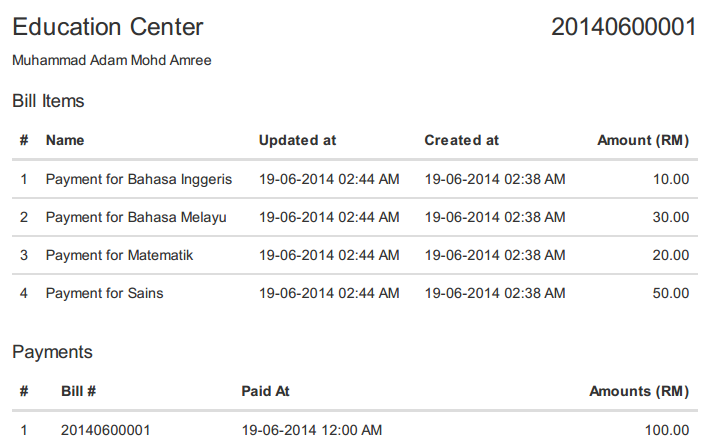 Education Center 20140600001
Muhammad Adam Mohd Amree
Bill Items
# Name Updated at Created at Amount (RM)
1 Payment for Bahasa Inggeris 19-06-2014 02:44 AM 19-06-2014 02:38 AM 10.00
2 Payment for Bahasa Melayu 19-06-2014 02:44 AM 19-06-2014 02:38 AM 30.00
3 Payment for Matematik 19-06-2014 02:44 AM 19-06-2014 02:38 AM 20.00
4 Payment for Sains 19-06-2014 02:44 AM 19-06-2014 02:38 AM 50.00
Payments
# Bill # Paid At Amounts (RM)
1 20140600001 19-06-2014 12:00 AM 100.00